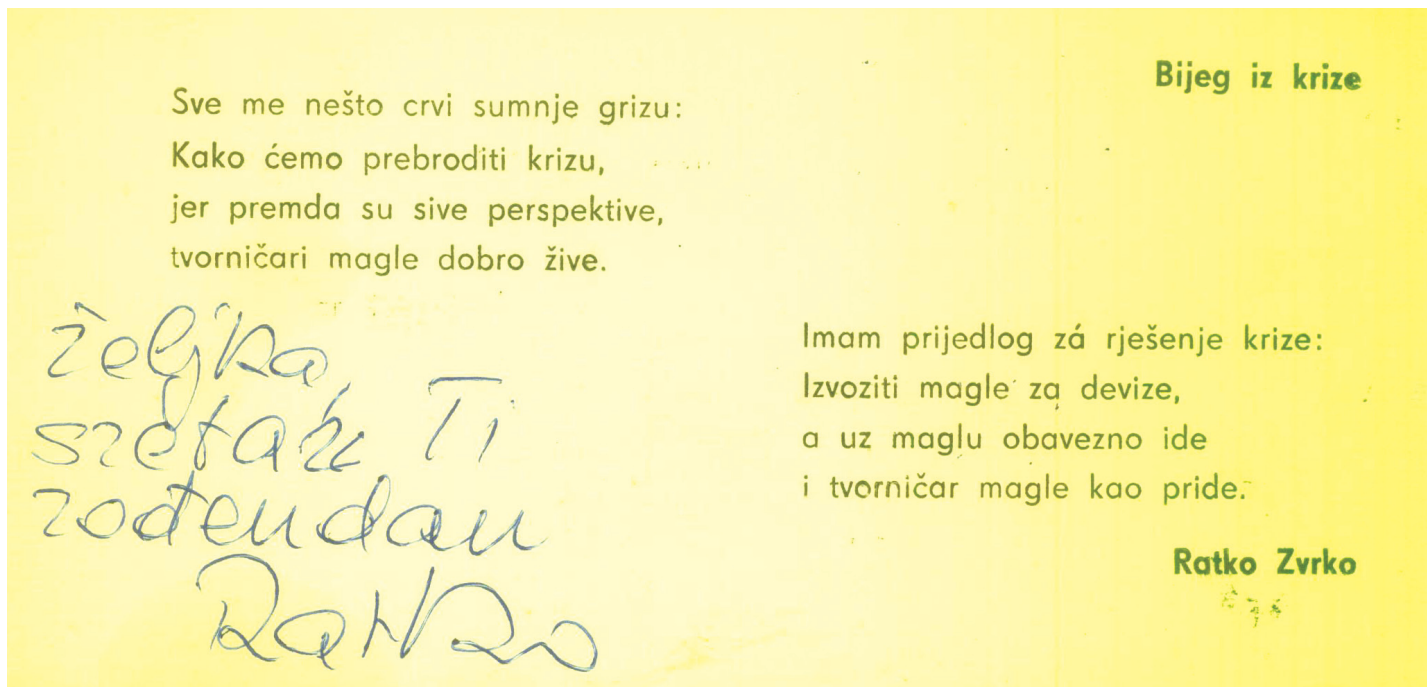 Bijeg iz krize
Sve me nešto crvi sumnje grizu:
Kako ćemo prebroditi krizu,
jer premda su sive perspektive,
tvorničari magle dobro žive.
Imam prijedlog zá rješenje krize:
Izvoziti magle za devize,
a uz maglu obavezno ide
i tvorničar magle kao pride.
Ratko Zvrko
željka,
sretan Ti
rođendan
Ratko